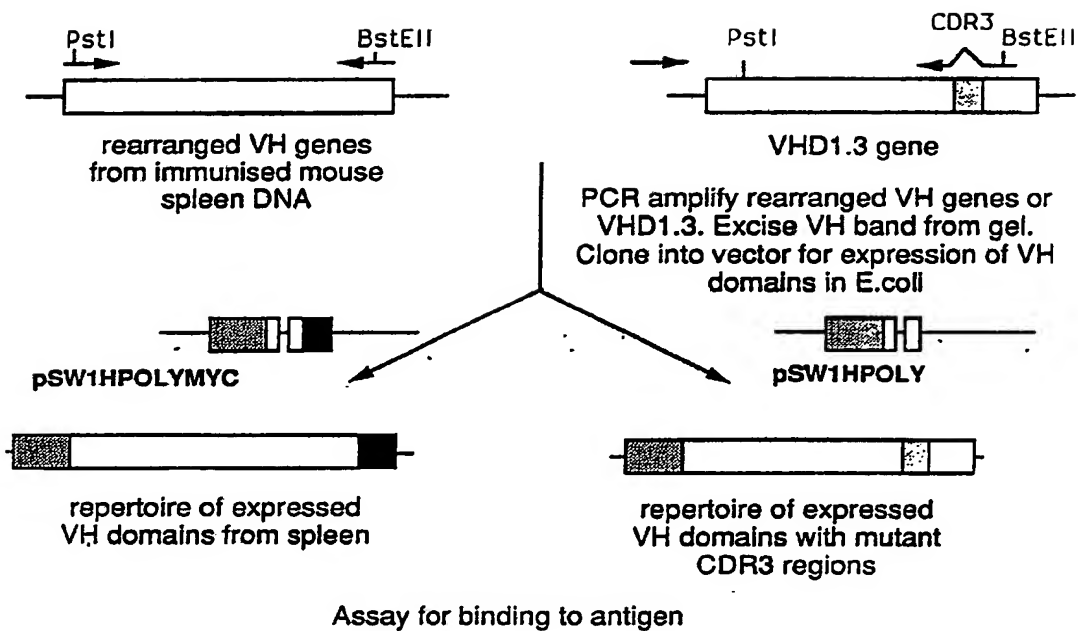 PstI
BstEII
rearranged VH genes
from immunised mouse
spleen DNA
PstI
CDR3
BstEII
VHD1.3 gene
PCR amplify rearranged VH genes or
VHD1.3. Excise VH band from gel.
Clone into vector for expression of VH
domains in E.coli
pSW1HPOLYMYC
pSW1HPOLY
repertoire of expressed
VH domains from spleen
repertoire of expressed
VH domains with mutant
CDR3 regions
Assay for binding to antigen